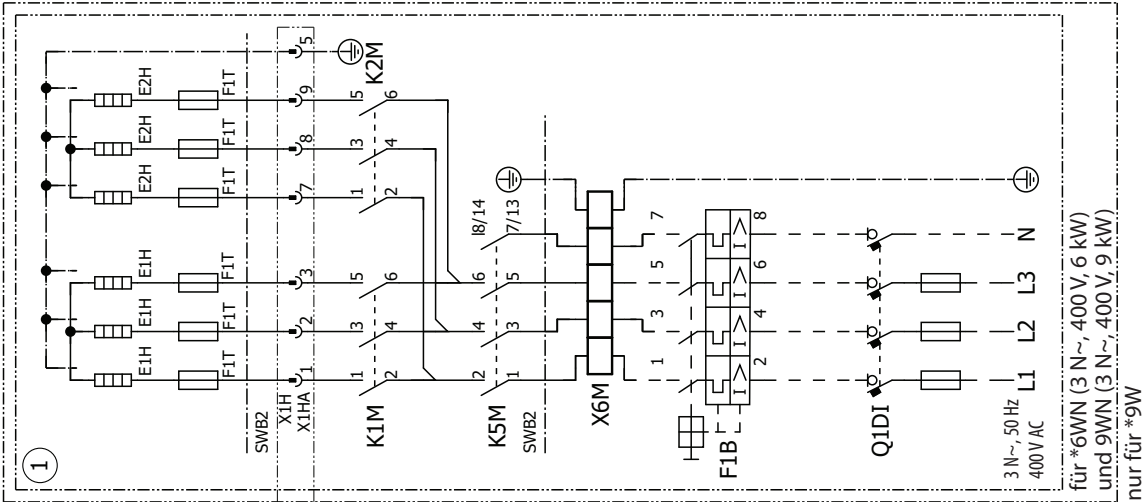 1
E1H
E1H
E1H
E2H
E2H
E2H
F1T
F1T
F1T
F1T
F1T
F1T
SWB2
X1H
X1HA
1
2
3
7
8
9
5
K2M
1
3
5
1
3
5
2
4
6
2
4
6
K1M
2
4
6
8/14
K5M
1
3
5
7/13
SWB2
X6M
1
3
5
7
F1B
I >
I >
I >
I >
2
4
6
8
Q1DI
3 N~, 50 Hz
400 V AC
L1
L2
L3
N
für *6WN (3 N~, 400 V, 6 kW)
und 9WN (3 N~, 400 V, 9 kW)
nur für *9W